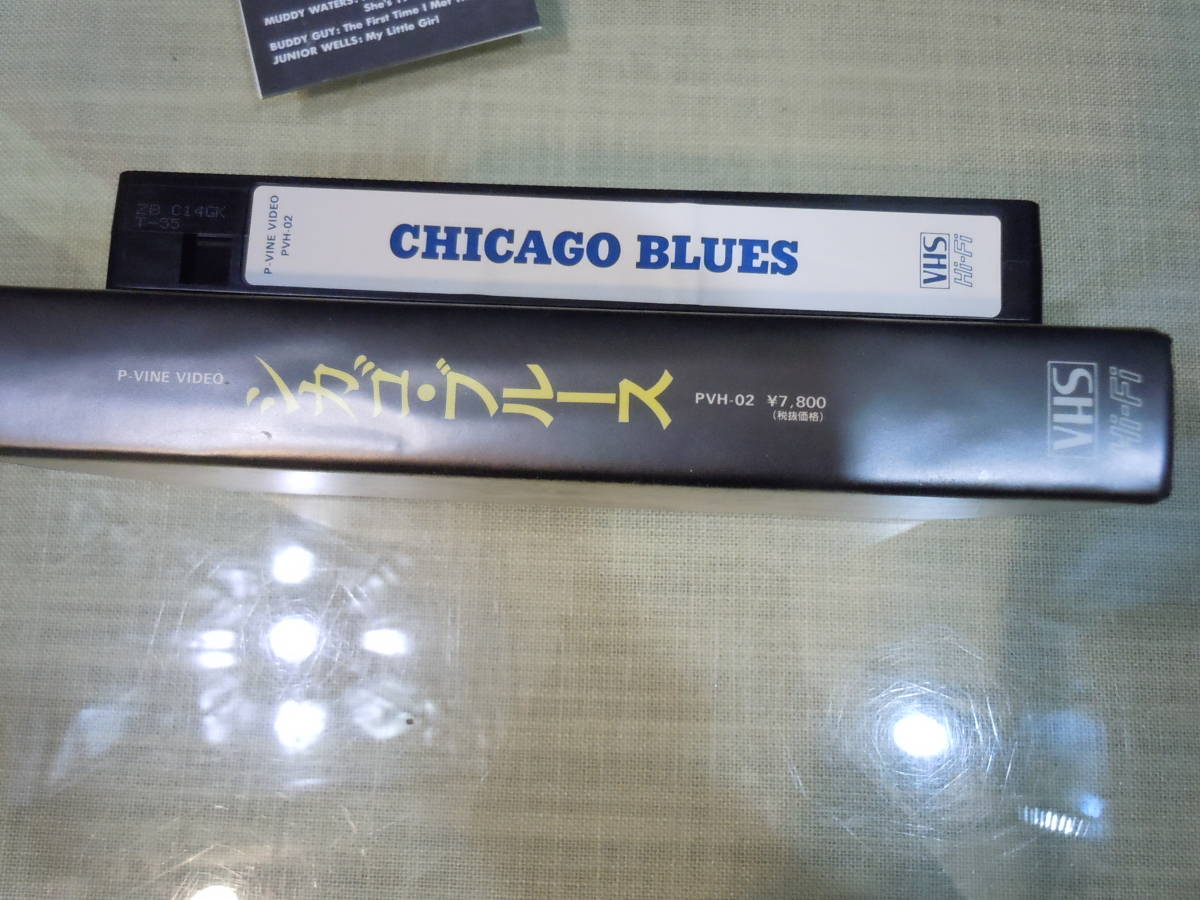 MUDDY WATERS:
She's
BUDDY GUY: The First Time I Met
JUNIOR WELLS: My Little Girl
ZB C14GK
T-35
P-VINE VIDEO
PVH-02
CHICAGO BLUES
VHS
Hi-Fi
P-VINE VIDEO
シカゴ・ブルース
PVH-02 ¥7,800
(税抜価格)
VHS
Hi-Fi